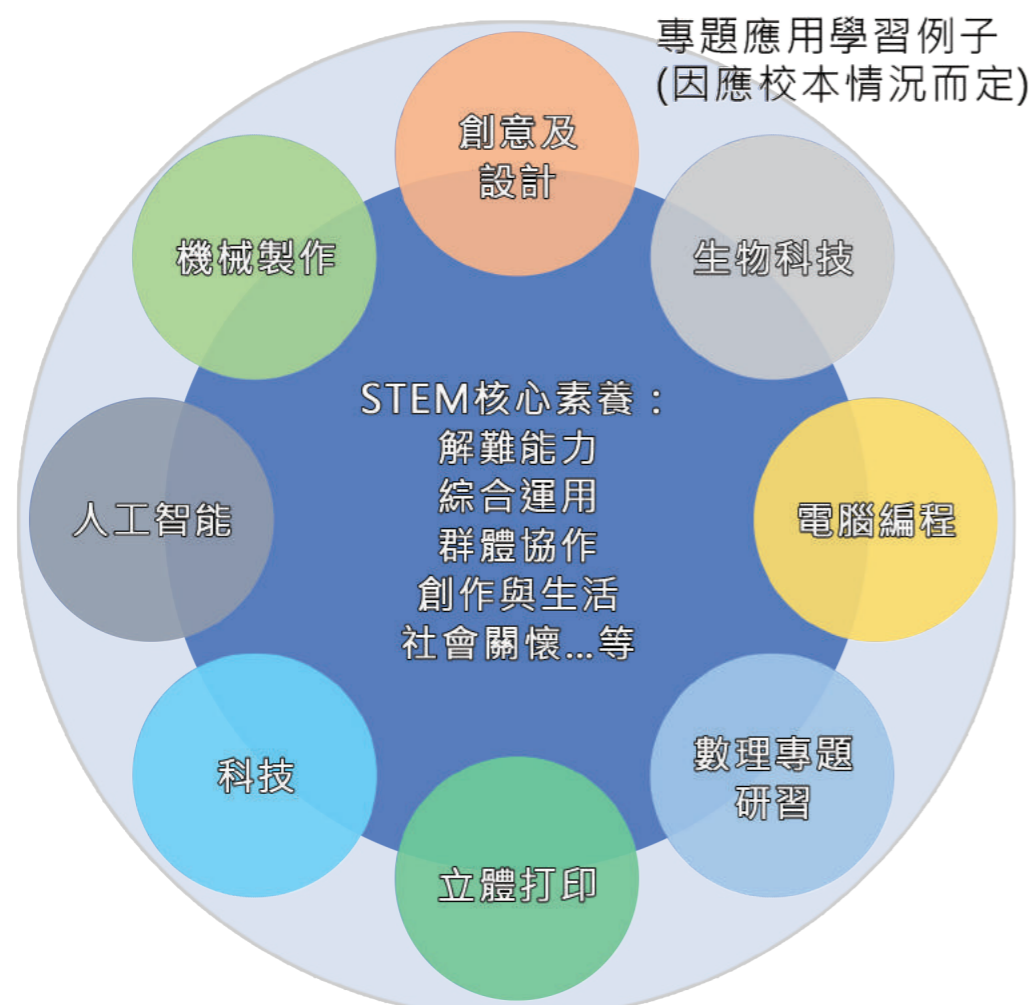 專題應用學習例子
(因應校本情況而定)
創意及
設計
生物科技
電腦編程
數理專題
研習
立體打印
科技
人工智能
機械製作
STEM核心素養：
解難能力
綜合運用
群體協作
創作與生活
社會關懷...等